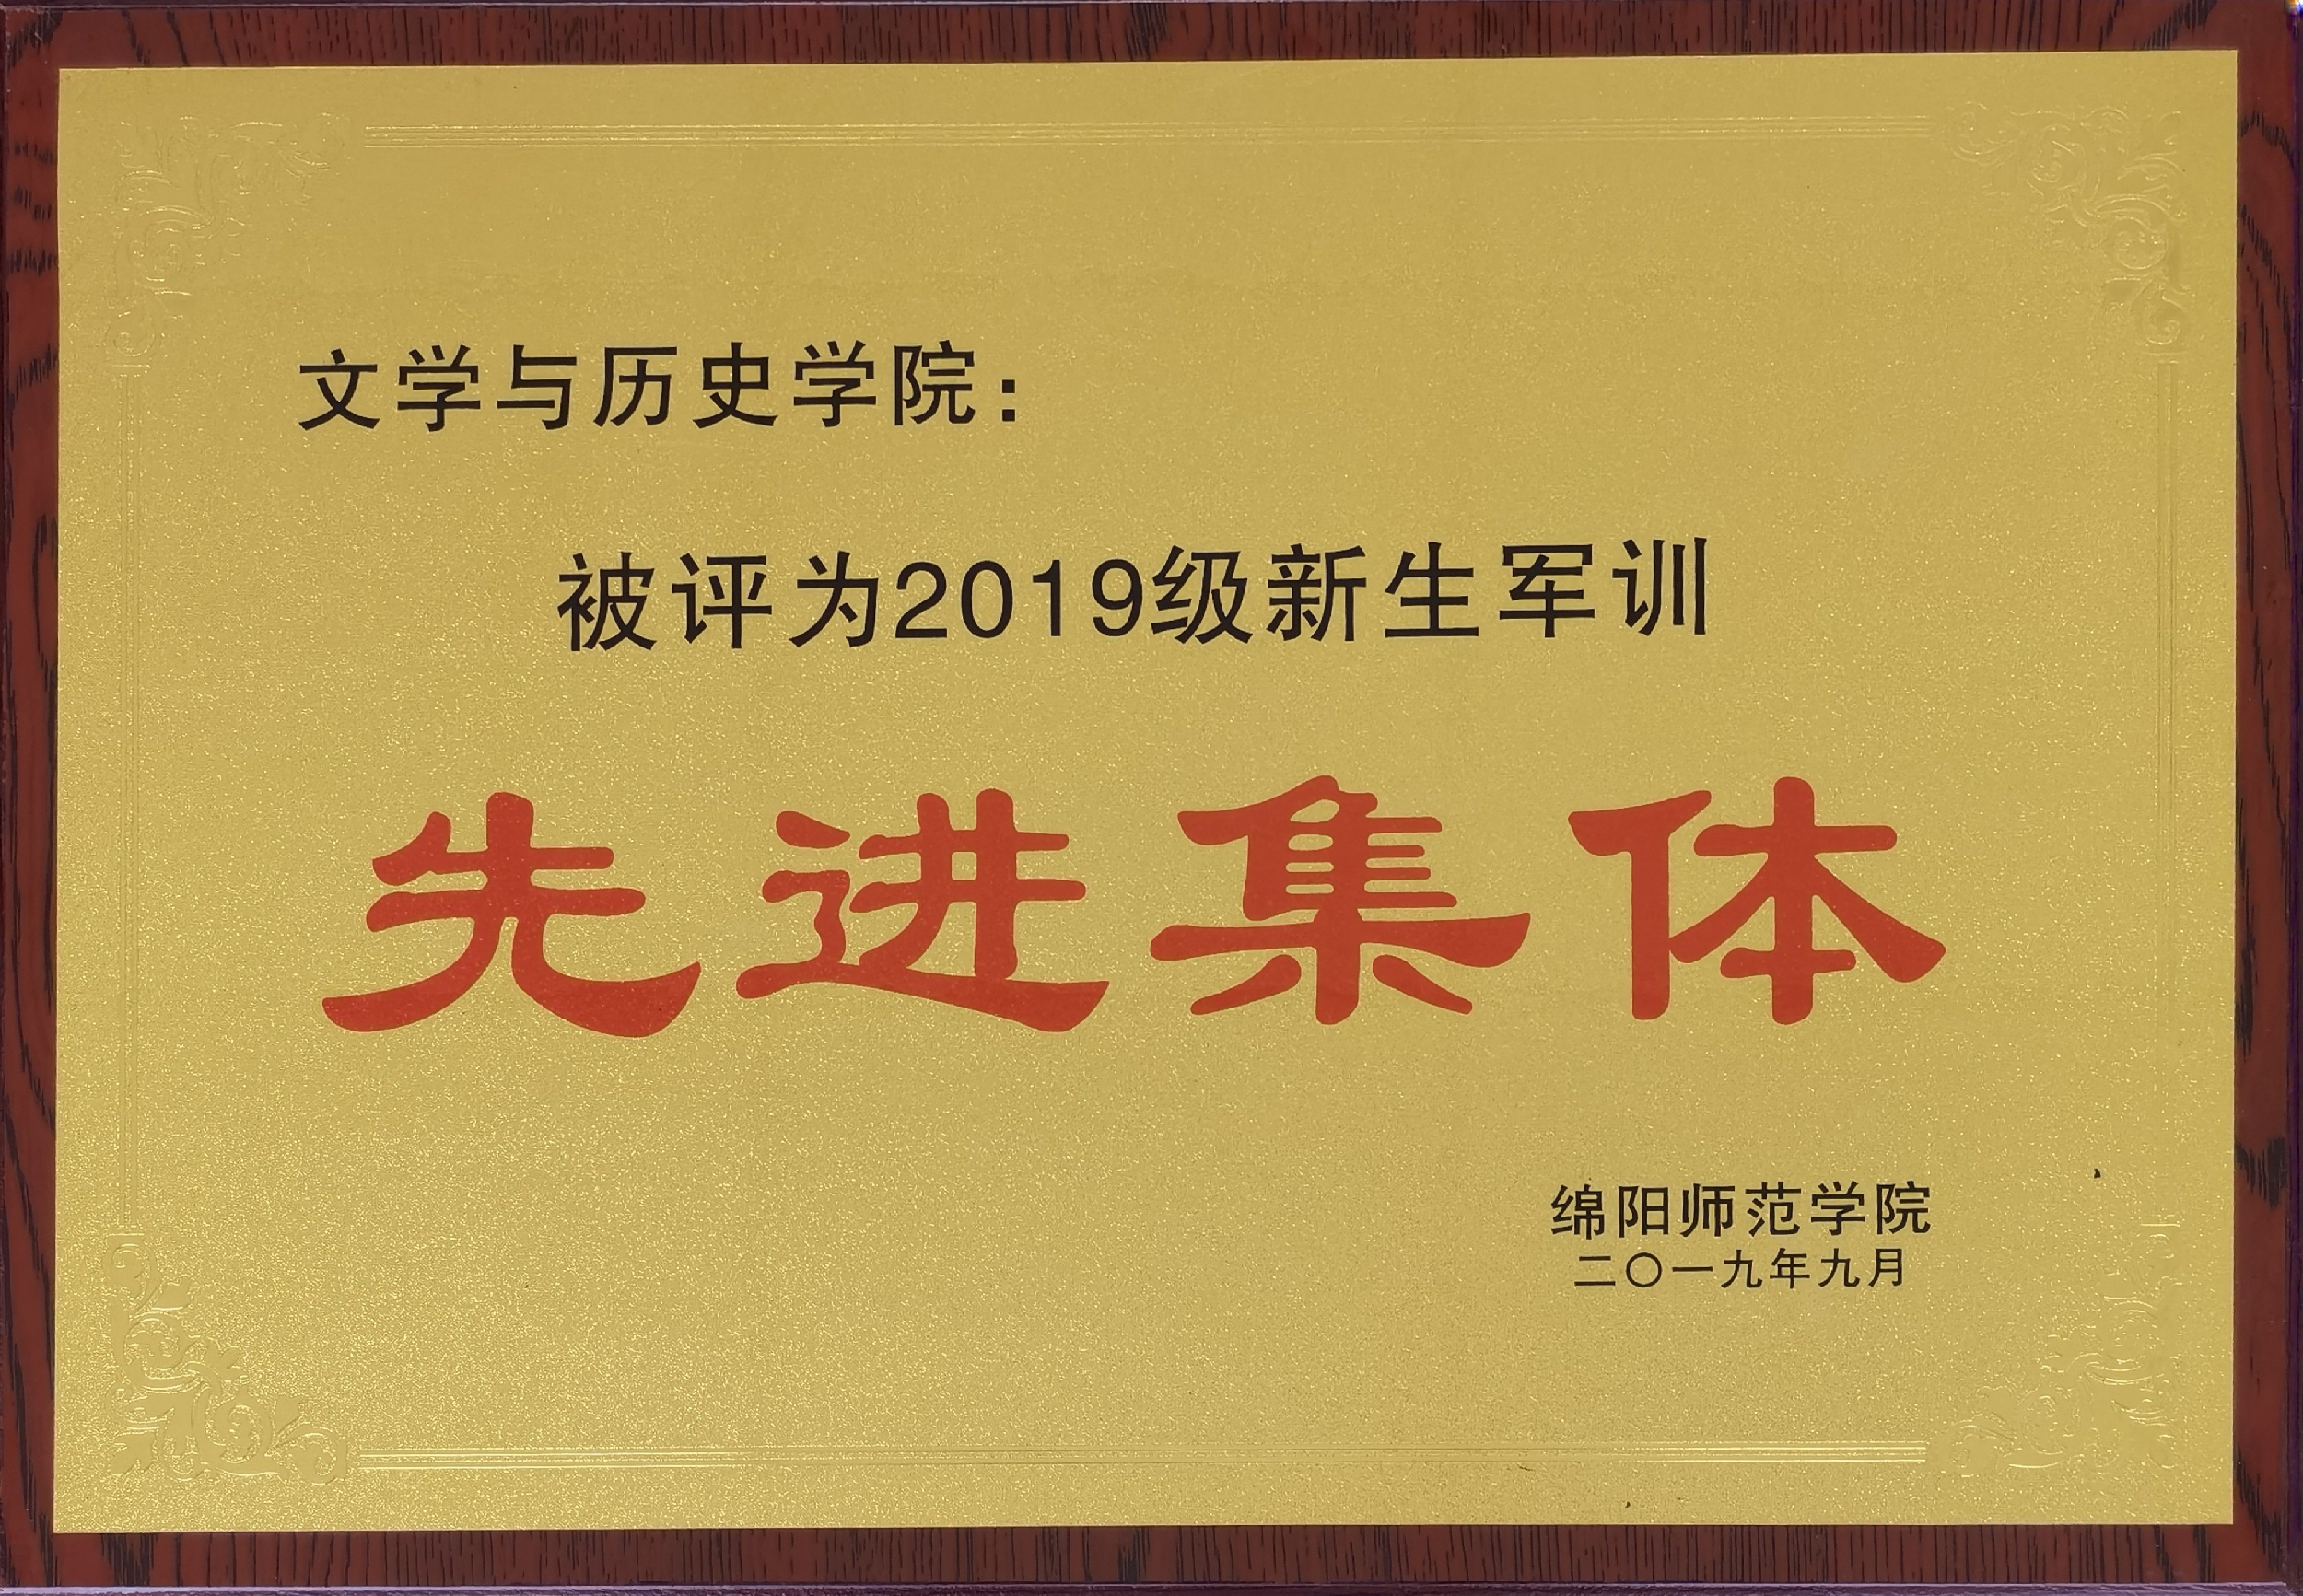 文学与历史学院：
被评为2019级新生军训
先进集体
绵阳师范学院
二〇一九年九月